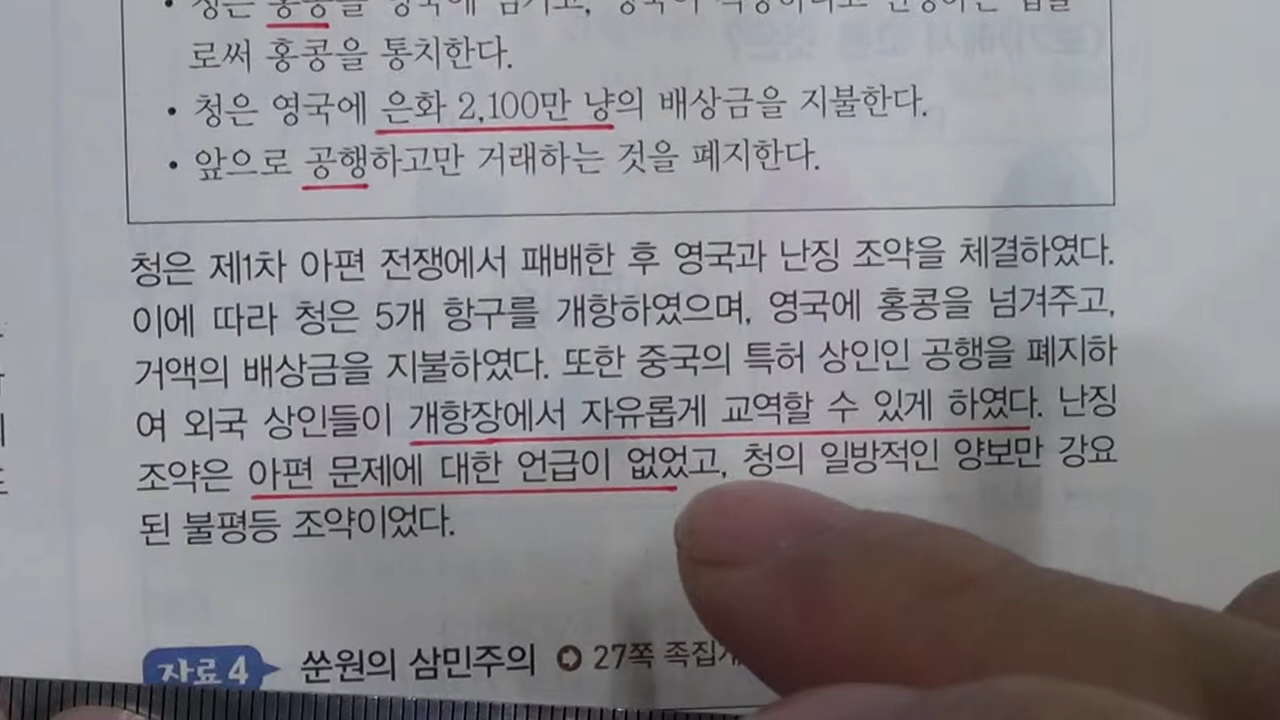 홍콩을 영국에 넘기고,
로써 홍콩을 통치한다.
• 청은 영국에 은화 2,100만 냥의 배상금을 지불한다.
• 앞으로 공행하고만 거래하는 것을 폐지한다.
청은 제1차 아편 전쟁에서 패배한 후 영국과 난징 조약을 체결하였다.
이에 따라 청은 5개 항구를 개항하였으며, 영국에 홍콩을 넘겨주고,
거액의 배상금을 지불하였다. 또한 중국의 특허 상인인 공행을 폐지하
여 외국 상인들이 개항장에서 자유롭게 교역할 수 있게 하였다. 난징
조약은 아편 문제에 대한 언급이 없었고, 청의 일방적인 양보만 강요
된 불평등 조약이었다.
자료 4 쑨원의 삼민주의 27쪽